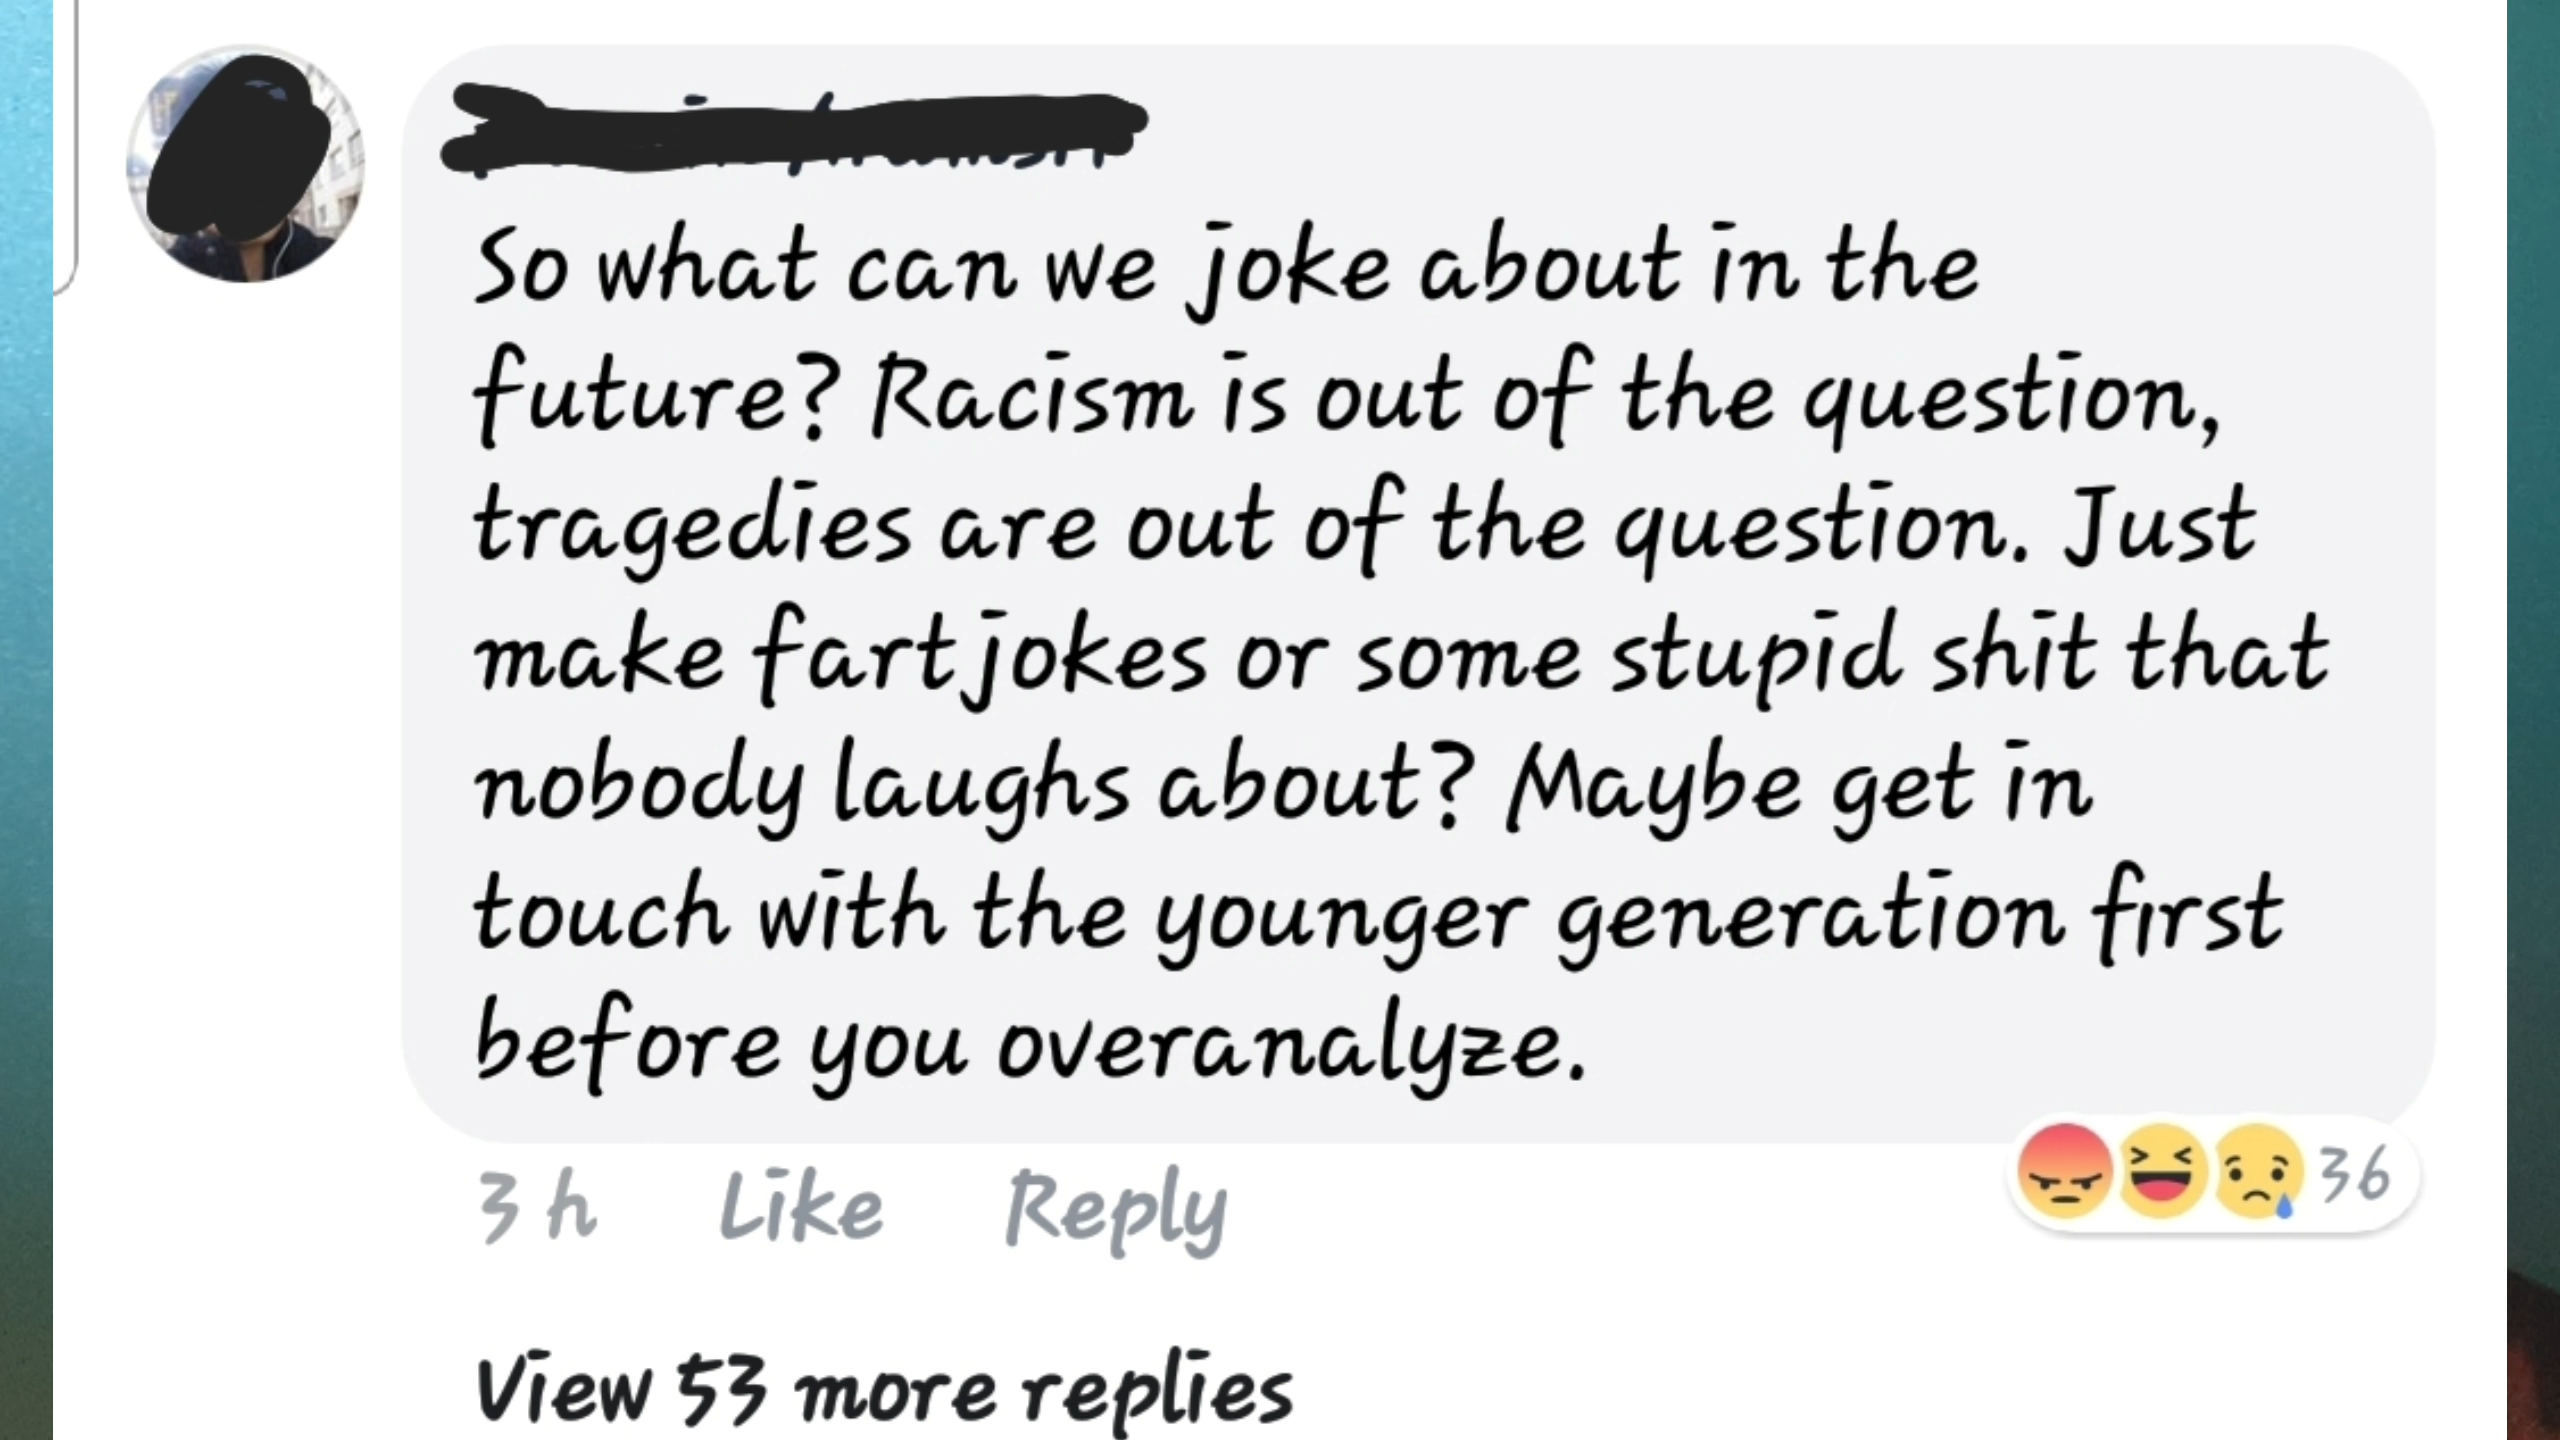 So what can we joke about in the
future? Racism is out of the question,
tragedies are out of the question. Just
make fartjokes or some stupid shit that
nobody laughs about? Maybe get in
touch with the younger generation first
before you overanalyze.
36
3 h Like Reply
View 53 more replies